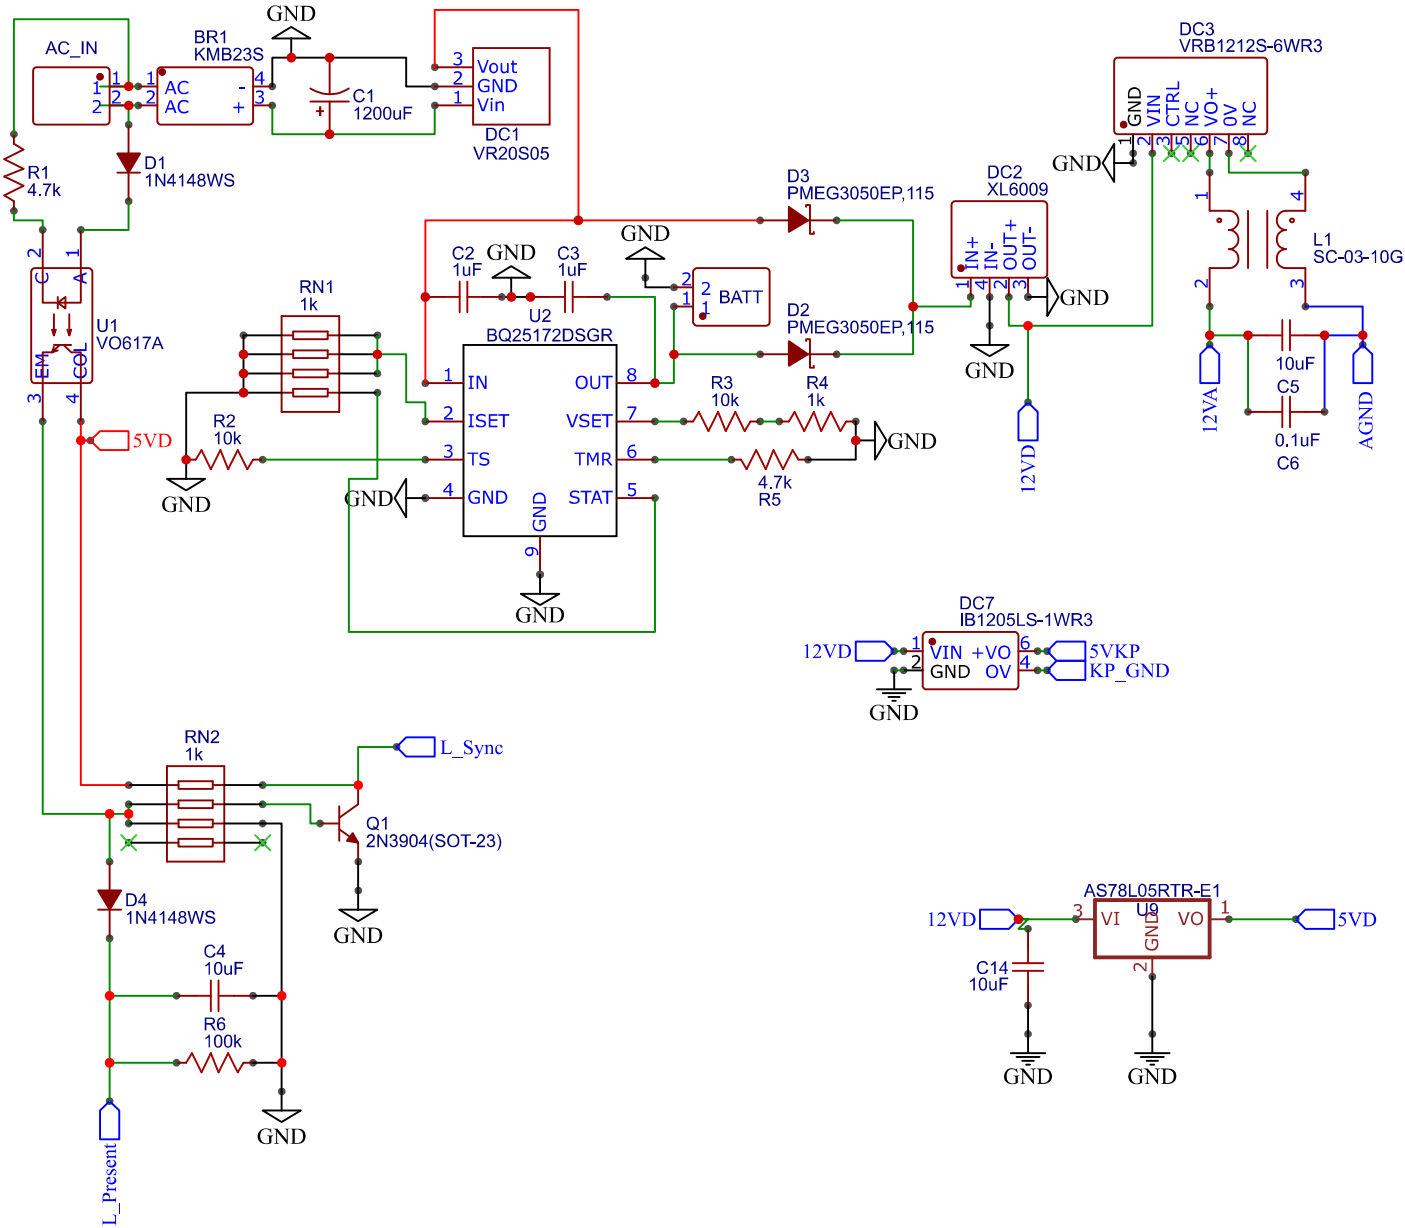 GND
AC_IN
1
2
1
2
BR1
KMB23S
1
2
AC
AC
-
+
4
3
C1
1200uF
+
3
2
1
Vout
GND
Vin
DC1
VR20S05
R1
4.7k
D1
1N4148WS
2
1
C
A
U1
VO617A
EM
COL
3
4
5VD
RN1
1k
R2
10k
GND
C2
1uF
GND
C3
1uF
U2
BQ25172DSGR
1
IN
2
ISET
3
TS
4
GND
GND
OUT
8
VSET
7
TMR
6
STAT
5
GND
9
GND
GND
2
1
2
1
BATT
D3
PMEG3050EP,115
D2
PMEG3050EP,115
R3
10k
R4
1k
GND
4.7k
R5
DC2
XL6009
IN+
IN-
OUT+
OUT-
1
4
2
3
GND
GND
12VD
DC3
VRB1212S-6WR3
GND
VIN
CTRL
NC
VO+
0V
NC
1
2
3
5
6
7
8
GND
1
4
2
3
L1
SC-03-10G
10uF
C5
0.1uF
C6
12VA
AGND
DC7
IB1205LS-1WR3
12VD
1
2
VIN
GND
+VO
OV
6
4
5VKP
KP_GND
GND
RN2
1k
L_Sync
Q1
2N3904(SOT-23)
GND
D4
1N4148WS
C4
10uF
R6
100k
GND
L_Present
AS78L05RTR-E1
U9
12VD
3
VI
GND
VO
1
5VD
2
C14
10uF
GND
GND